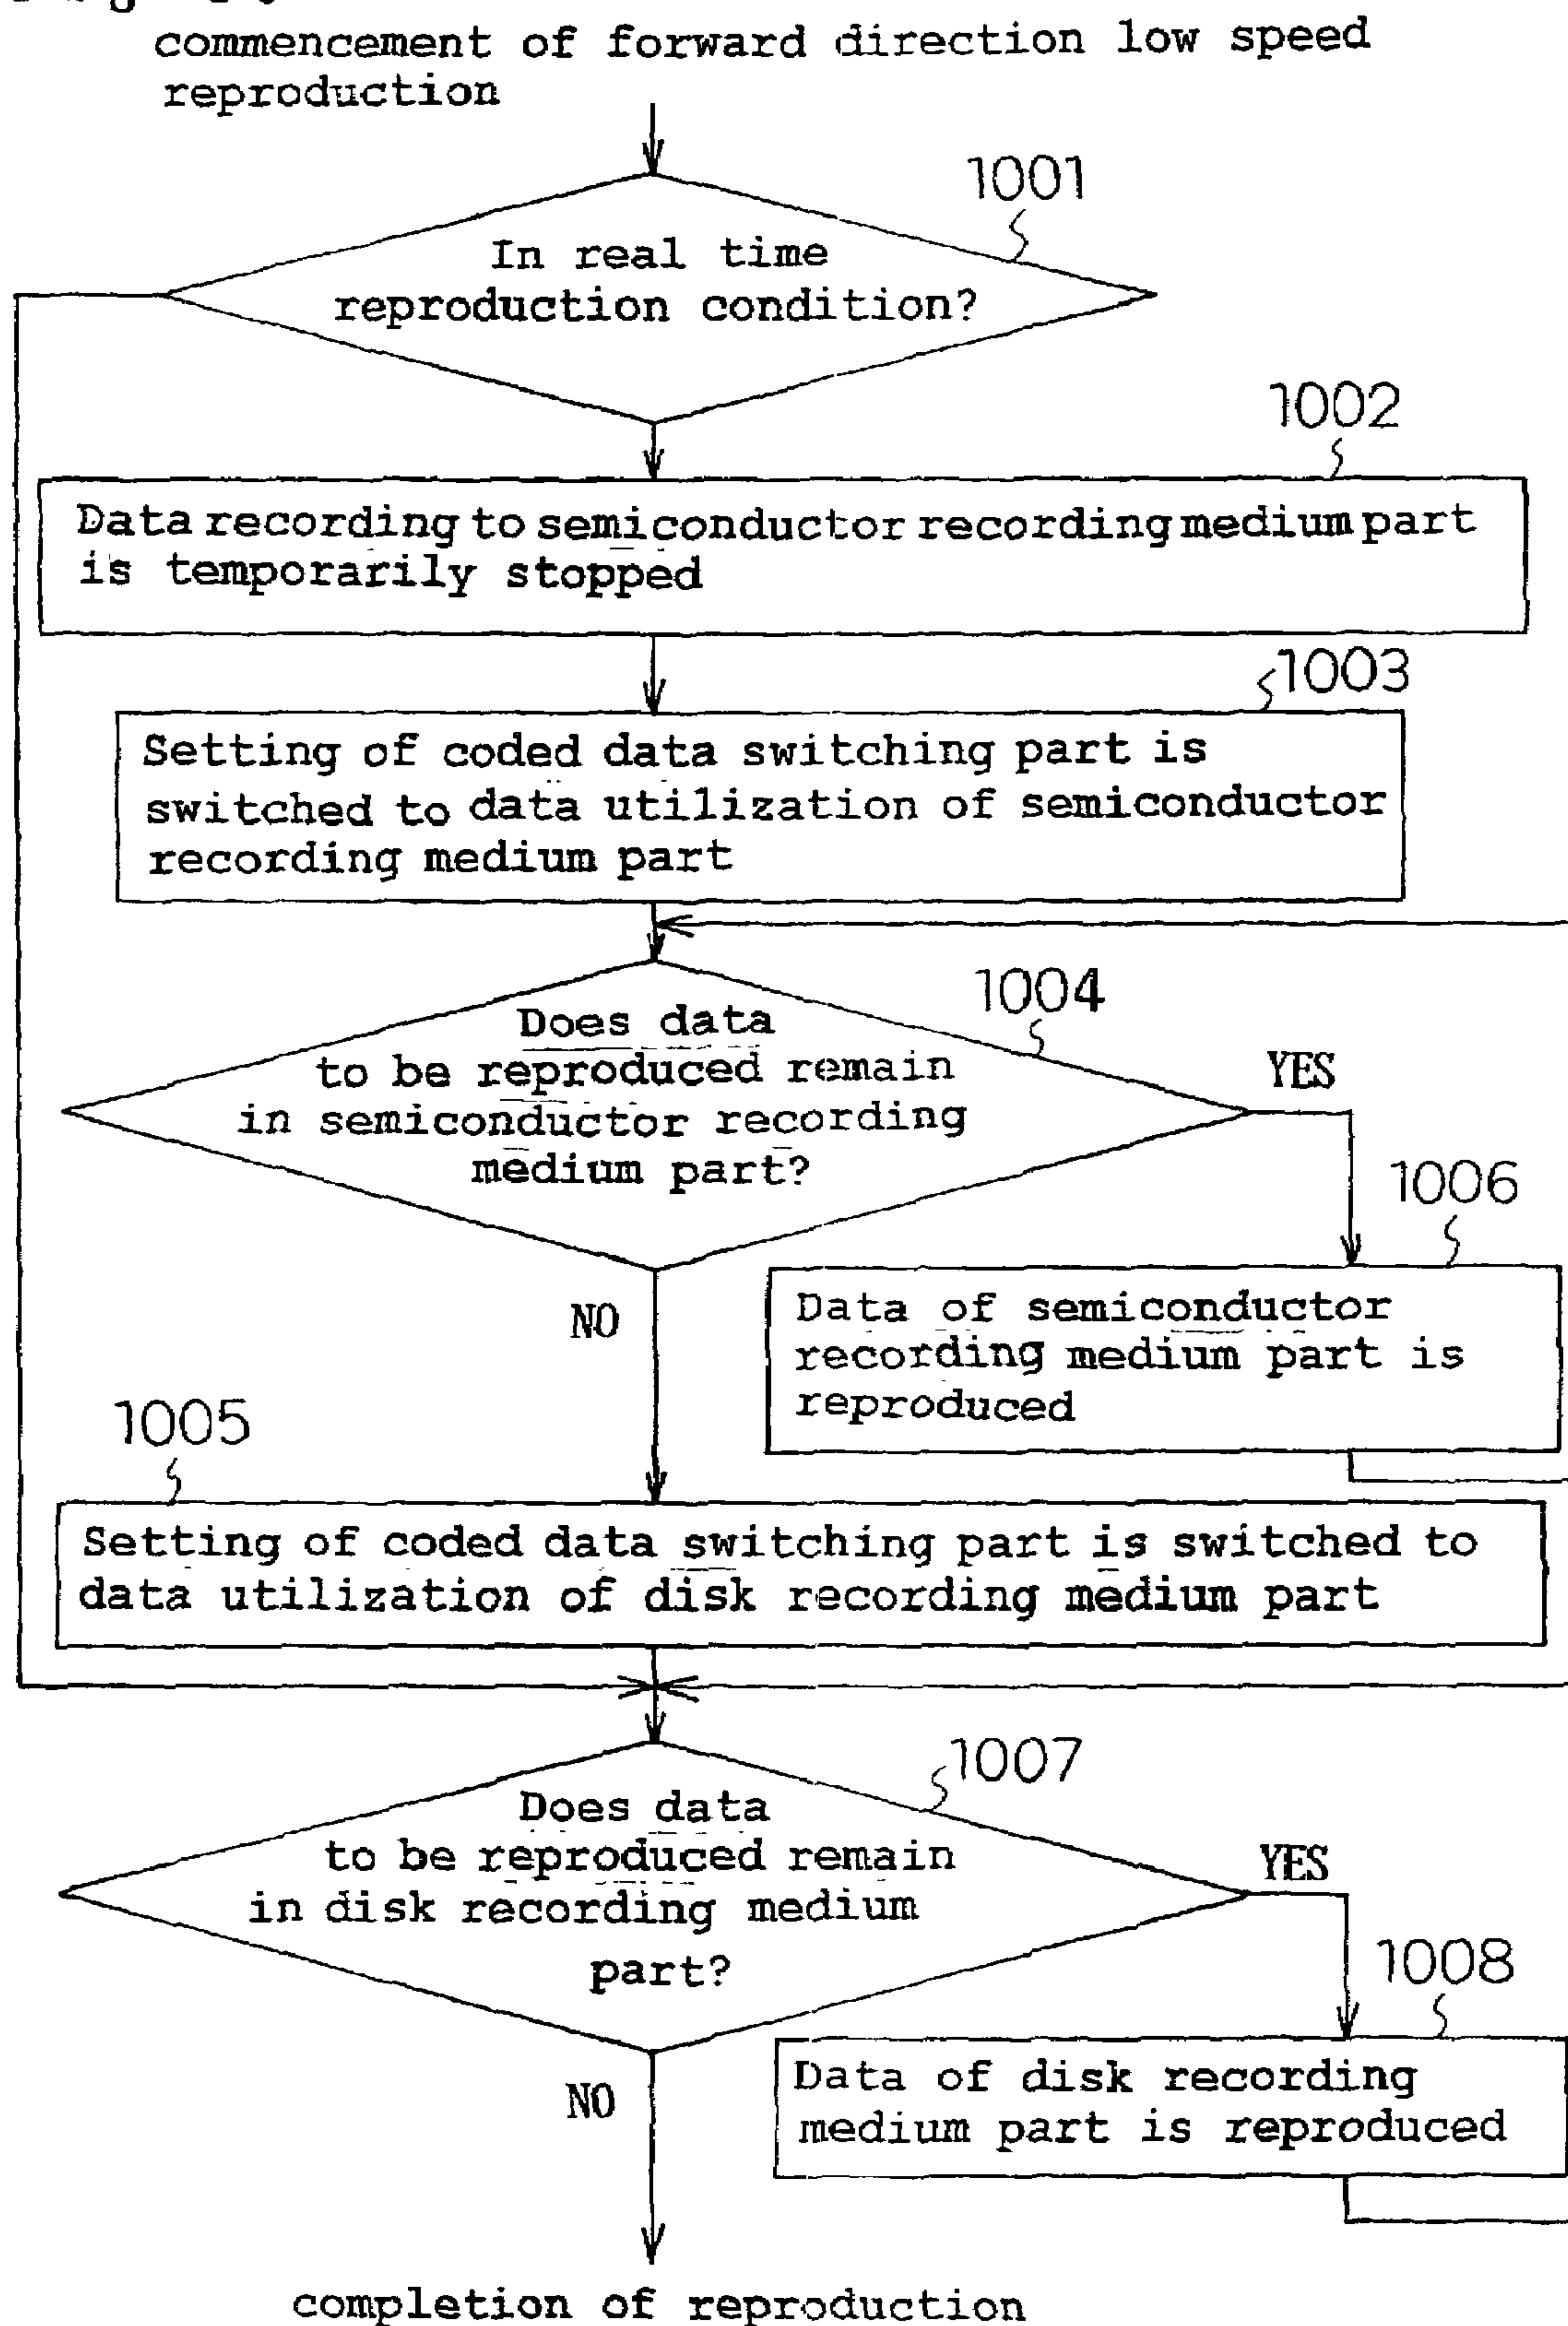 commencement of forward direction low speed
reproduction
1001
In real time
reproduction condition?
1002
Data recording to semiconductor recording medium part
is temporarily stopped
1003
Setting of coded data switching part is
switched to data utilization of semiconductor
recording medium part
1004
Does data
to be reproduced remain
in semiconductor recording
medium part?
YES
1006
NO
Data of semiconductor
recording medium part is
reproduced
1005
Setting of coded data switching part is switched to
data utilization of disk recording medium part
1007
Does data
to be reproduced remain
in disk recording medium
part?
YES
1008
NO
Data of disk recording
medium part is reproduced
completion of reproduction